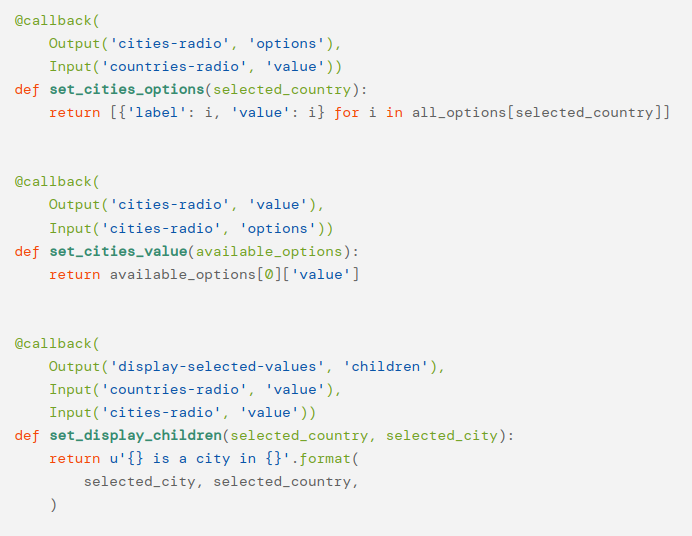 @callback(
    Output('cities-radio', 'options'),
    Input('countries-radio', 'value'))
def set_cities_options(selected_country):
    return [{'label': i, 'value': i} for i in all_options[selected_country]]


@callback(
    Output('cities-radio', 'value'),
    Input('cities-radio', 'options'))
def set_cities_value(available_options):
    return available_options[0]['value']


@callback(
    Output('display-selected-values', 'children'),
    Input('countries-radio', 'value'),
    Input('cities-radio', 'value'))
def set_display_children(selected_country, selected_city):
    return u'{} is a city in {}'.format(
        selected_city, selected_country,
    )